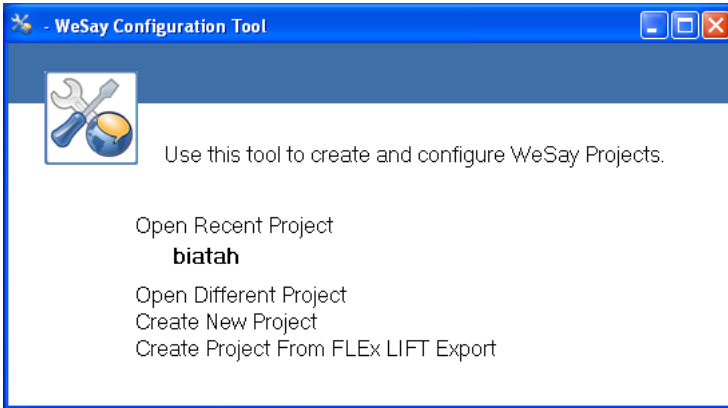 - WeSay Configuration Tool
Use this tool to create and configure WeSay Projects.
Open Recent Project
biatah
Open Different Project
Create New Project
Create Project From FLEx LIFT Export